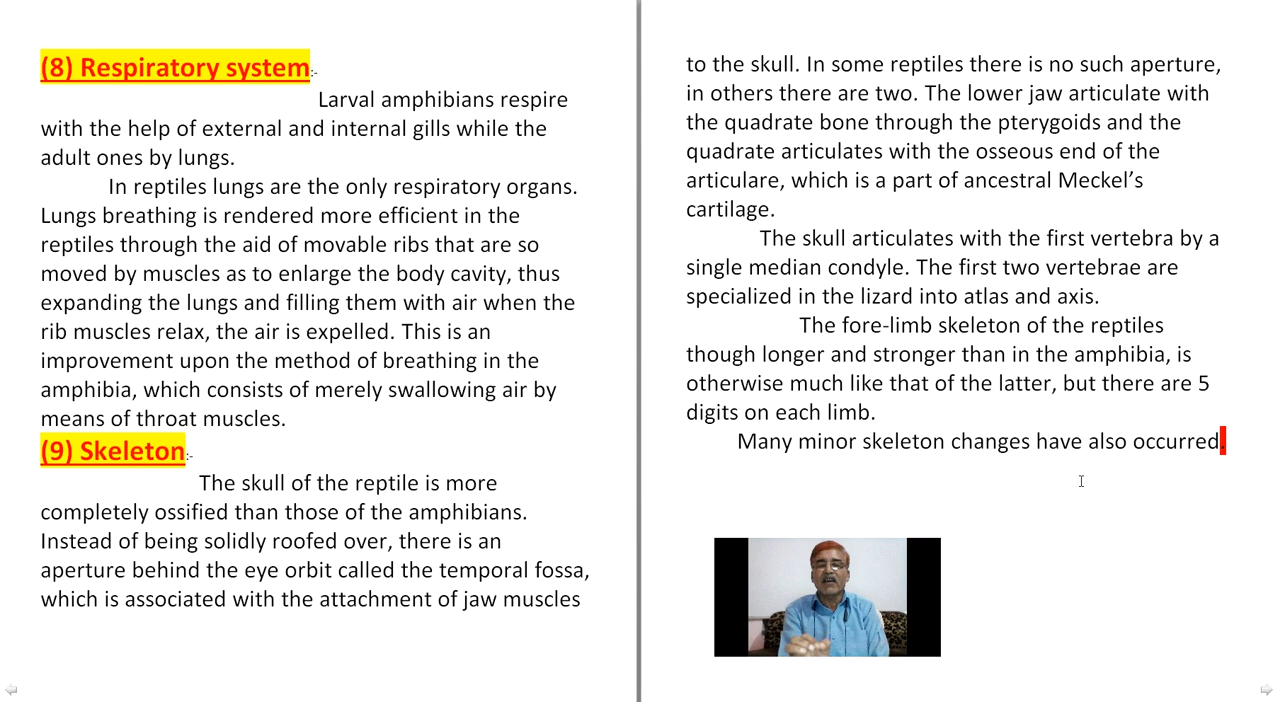 (8) Respiratory system:-
Larval amphibians respire
with the help of external and internal gills while the
adult ones by lungs.
In reptiles lungs are the only respiratory organs.
Lungs breathing is rendered more efficient in the
reptiles through the aid of movable ribs that are so
moved by muscles as to enlarge the body cavity, thus
expanding the lungs and filling them with air when the
rib muscles relax, the air is expelled. This is an
improvement upon the method of breathing in the
amphibia, which consists of merely swallowing air by
means of throat muscles.
(9) Skeleton:-
The skull of the reptile is more
completely ossified than those of the amphibians.
Instead of being solidly roofed over, there is an
aperture behind the eye orbit called the temporal fossa,
which is associated with the attachment of jaw muscles
to the skull. In some reptiles there is no such aperture,
in others there are two. The lower jaw articulate with
the quadrate bone through the pterygoids and the
quadrate articulates with the osseous end of the
articulare, which is a part of ancestral Meckel’s
cartilage.
The skull articulates with the first vertebra by a
single median condyle. The first two vertebrae are
specialized in the lizard into atlas and axis.
The fore-limb skeleton of the reptiles
though longer and stronger than in the amphibia, is
otherwise much like that of the latter, but there are 5
digits on each limb.
Many minor skeleton changes have also occurred.